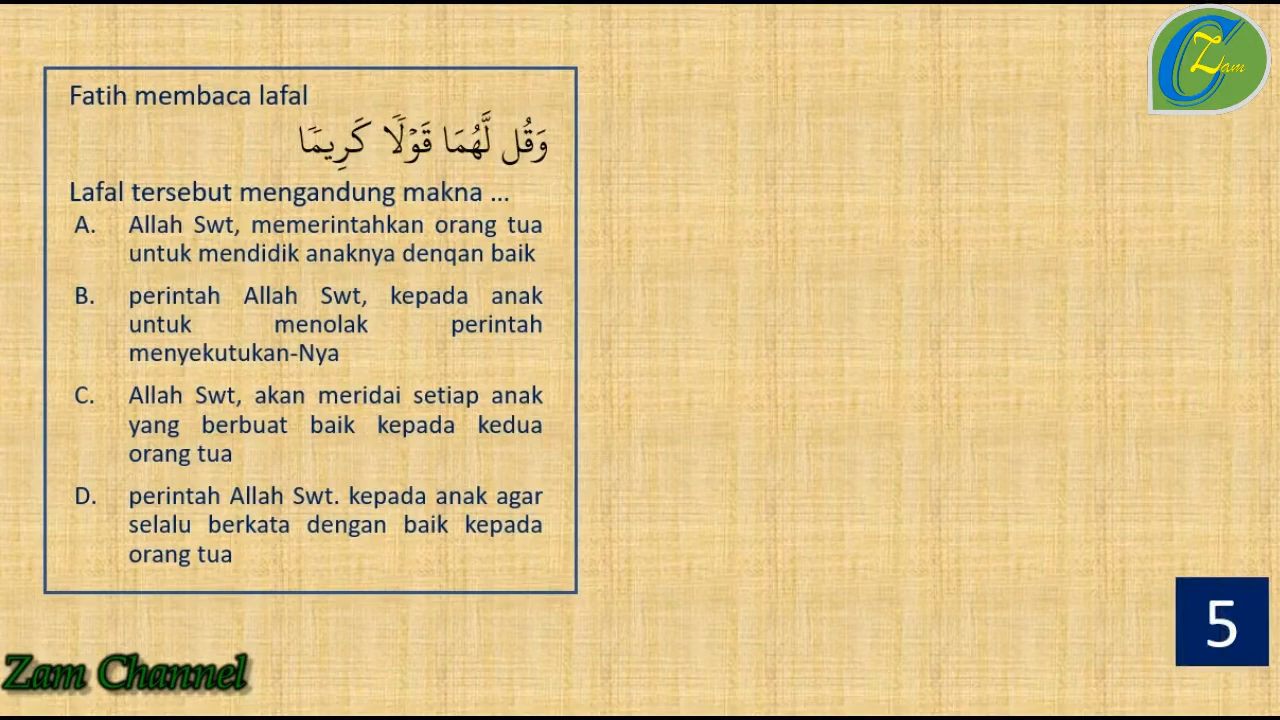 Zam
Fatih membaca lafal
وَقُل لَّهُمَا قَوْلًا كَرِيمًا
Lafal tersebut mengandung makna ...
A. Allah Swt, memerintahkan orang tua
untuk mendidik anaknya denqan baik
B. perintah Allah Swt, kepada anak
untuk menolak perintah
menyekutukan-Nya
C. Allah Swt, akan meridai setiap anak
yang berbuat baik kepada kedua
orang tua
D. perintah Allah Swt. kepada anak agar
selalu berkata dengan baik kepada
orang tua
5
Zam Channel